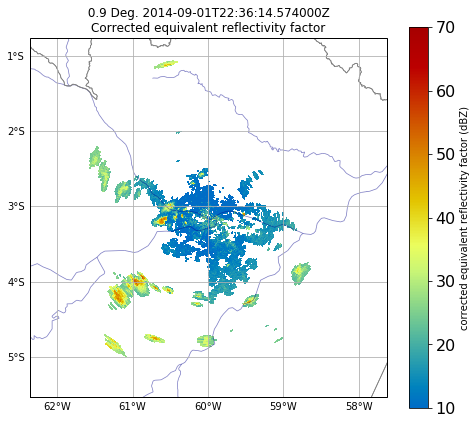 0.9 Deg. 2014-09-01T22:36:14.574000Z
Corrected equivalent reflectivity factor
1°S
2°S
3°S
4°S
5°S
62°W 61°W 60°W 59°W 58°W
70
60
50
40
30
20
10
corrected equivalent reflectivity factor (dBZ)